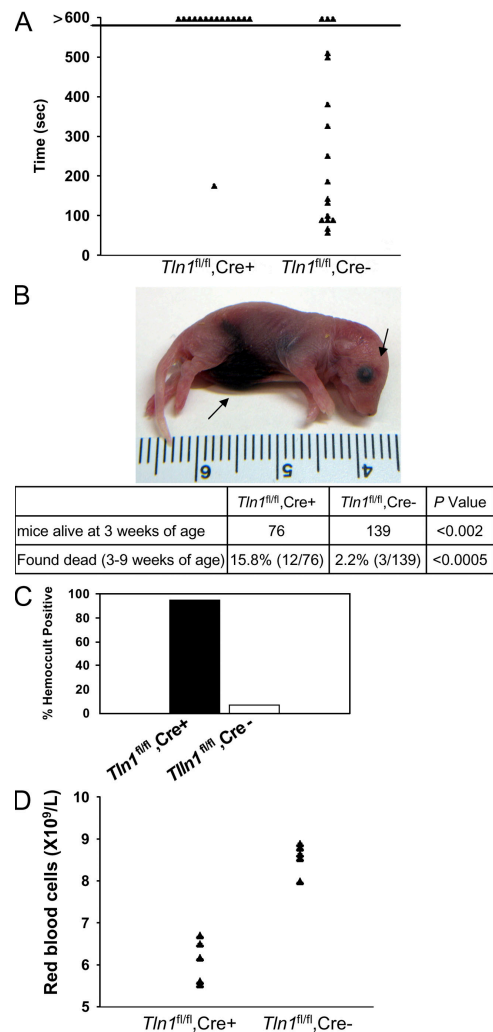 A
>600
500
400
300
200
100
0
Time (sec)
Tln1fl/fl,Cre+ Tln1fl/fl,Cre-
B
6 5 4
Tln1fl/fl,Cre+ Tln1fl/fl,Cre- P Value
mice alive at 3 weeks of age 76 139 <0.002
Found dead (3-9 weeks of age) 15.8% (12/76) 2.2% (3/139) <0.0005
C
100
80
60
40
20
0
% Hemoccult Positive
Tln1fl/fl,Cre+ Tlln1fl/fl,Cre-
D
10
9
8
7
6
5
Red blood cells (X10⁹/L)
Tln1fl/fl,Cre+ Tln1fl/fl,Cre-